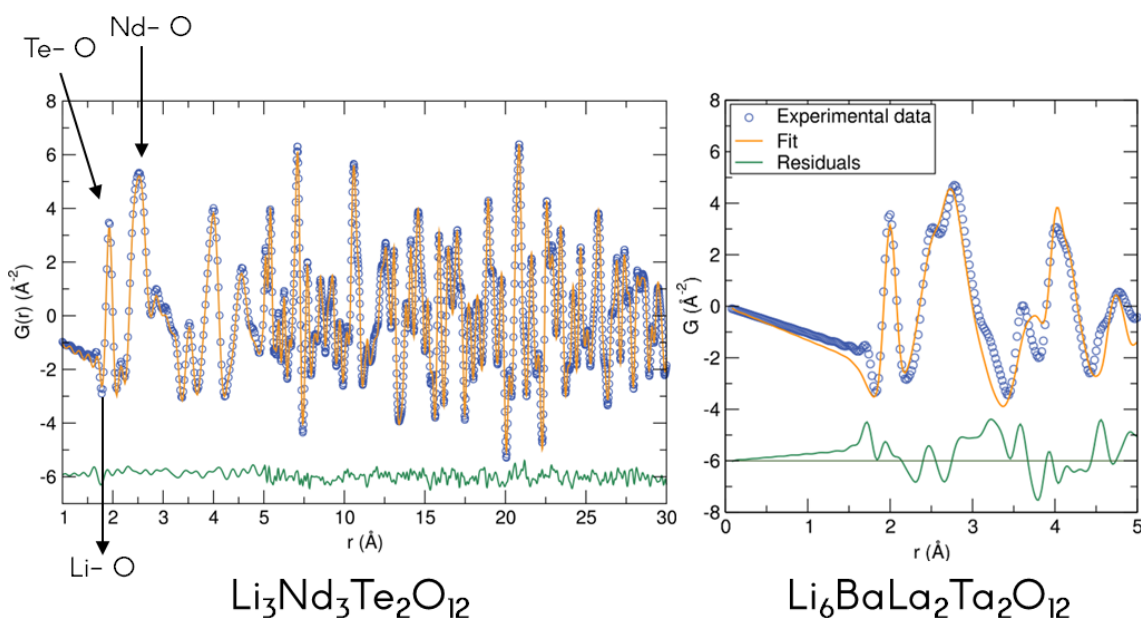 Nd– O
Te– O
8
6
4
2
0
-2
-4
-6
G(r) (Å⁻²)
1 2 3 4 5 10 15 20 25 30
r (Å)
Li– O
Li₃Nd₃Te₂O₁₂
Experimental data
Fit
Residuals
8
6
4
2
0
-2
-4
-6
-8
G (Å⁻²)
0 1 2 3 4 5
r (Å)
Li₆BaLa₂Ta₂O₁₂